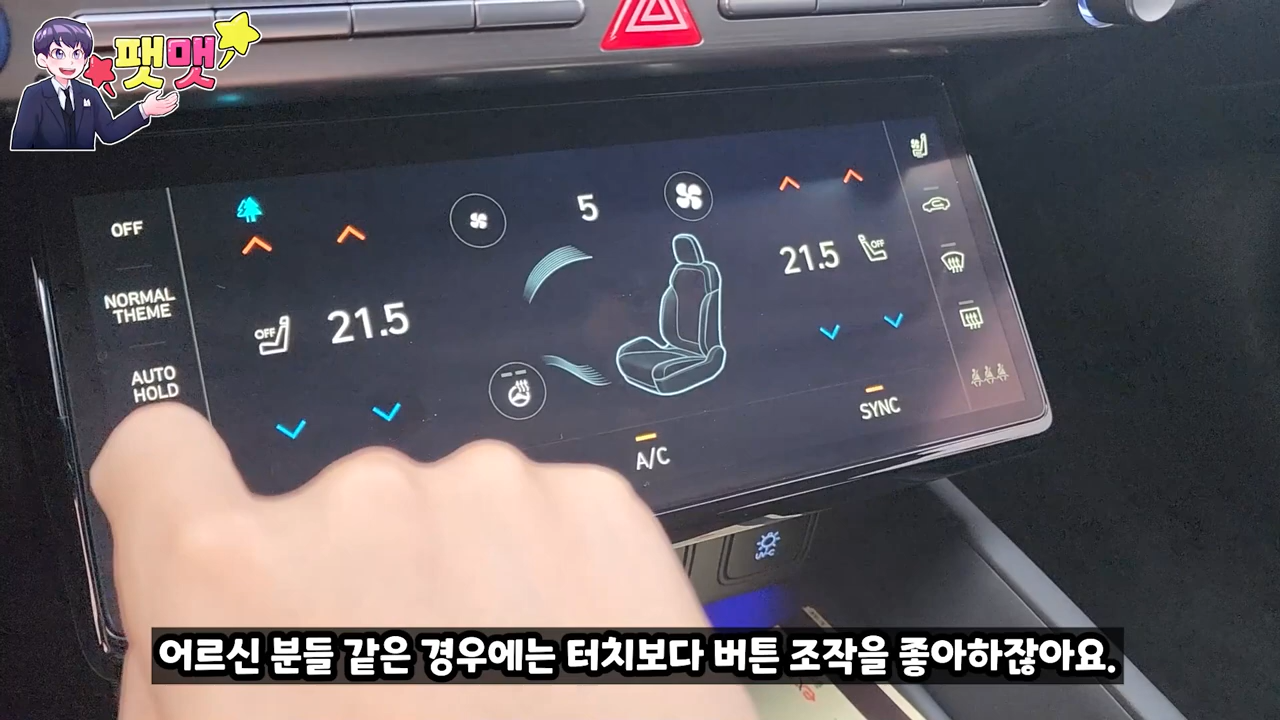 팻맷
OFF
5
NORMAL
THEME
OFF
21.5
21.5
OFF
AUTO
HOLD
A/C
SYNC
어르신 분들 같은 경우에는 터치보다 버튼 조작을 좋아하잖아요.